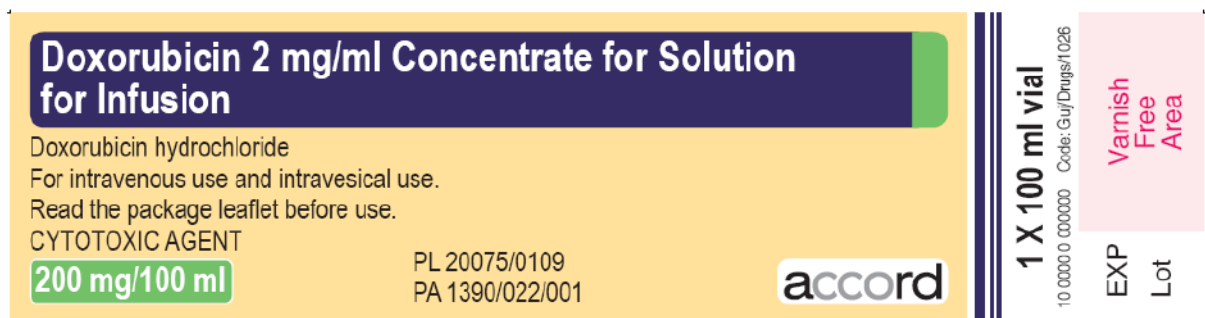 Doxorubicin 2 mg/ml Concentrate for Solution
for Infusion
Doxorubicin hydrochloride
For intravenous use and intravesical use.
Read the package leaflet before use.
CYTOTOXIC AGENT
200 mg/100 ml
PL 20075/0109
PA 1390/022/001
accord
1 X 100 ml vial
10 00000 0 000000 Code: Guj/Drugs/1026
Varnish
Free
Area
EXP
Lot